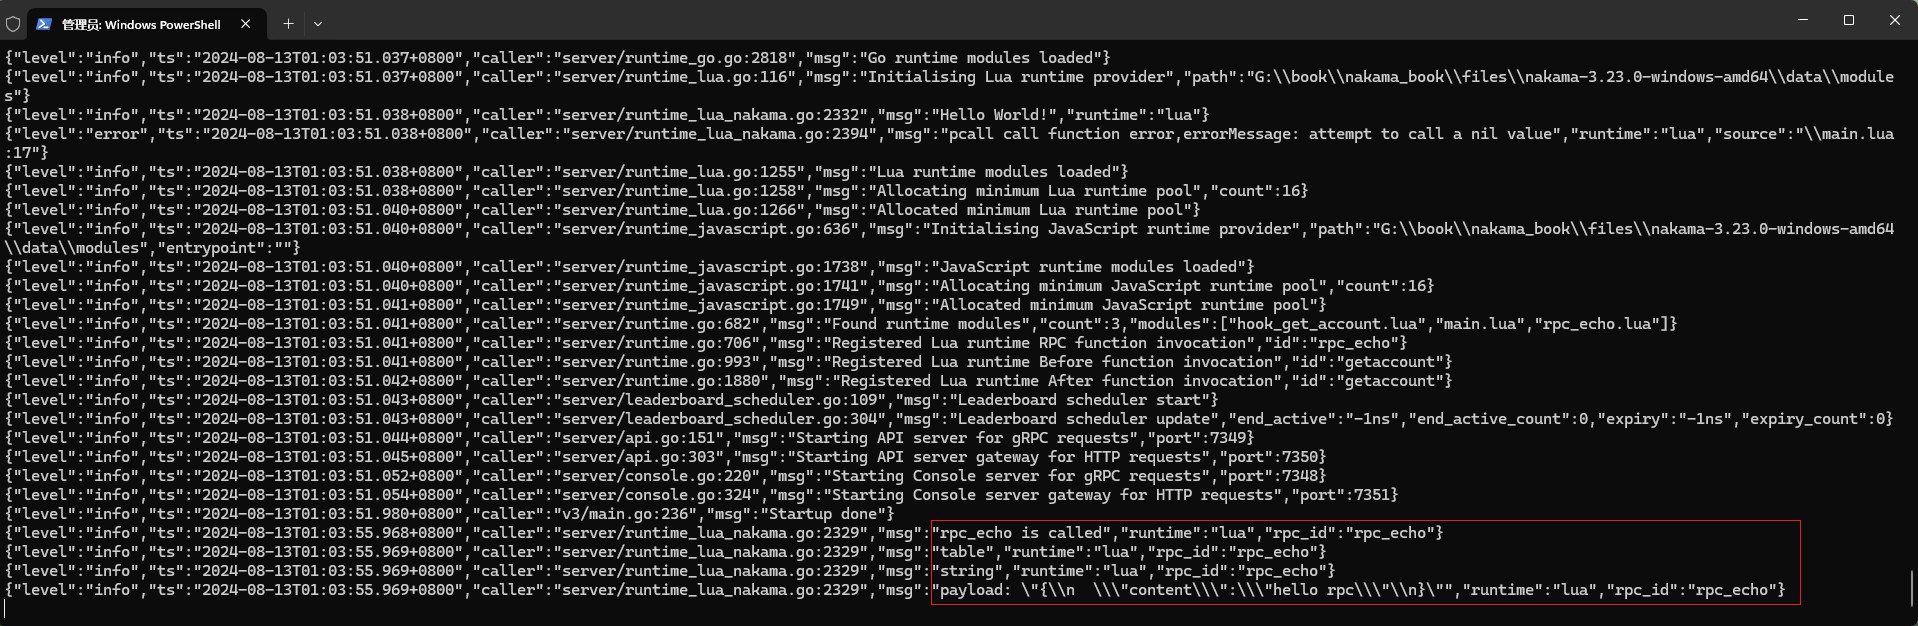 管理员: Windows PowerShell
{"level":"info","ts":"2024-08-13T01:03:51.037+0800","caller":"server/runtime_go.go:2818","msg":"Go runtime modules loaded"}
{"level":"info","ts":"2024-08-13T01:03:51.037+0800","caller":"server/runtime_lua.go:116","msg":"Initialising Lua runtime provider","path":"G:\\book\\nakama_book\\files\\nakama-3.23.0-windows-amd64\\data\\module
s"}
{"level":"info","ts":"2024-08-13T01:03:51.038+0800","caller":"server/runtime_lua_nakama.go:2332","msg":"Hello World!","runtime":"lua"}
{"level":"error","ts":"2024-08-13T01:03:51.038+0800","caller":"server/runtime_lua_nakama.go:2394","msg":"pcall call function error,errorMessage: attempt to call a nil value","runtime":"lua","source":"\\main.lua
:17"}
{"level":"info","ts":"2024-08-13T01:03:51.038+0800","caller":"server/runtime_lua.go:1255","msg":"Lua runtime modules loaded"}
{"level":"info","ts":"2024-08-13T01:03:51.038+0800","caller":"server/runtime_lua.go:1258","msg":"Allocating minimum Lua runtime pool","count":16}
{"level":"info","ts":"2024-08-13T01:03:51.040+0800","caller":"server/runtime_lua.go:1266","msg":"Allocated minimum Lua runtime pool"}
{"level":"info","ts":"2024-08-13T01:03:51.040+0800","caller":"server/runtime_javascript.go:636","msg":"Initialising JavaScript runtime provider","path":"G:\\book\\nakama_book\\files\\nakama-3.23.0-windows-amd64
\\data\\modules","entrypoint":""}
{"level":"info","ts":"2024-08-13T01:03:51.040+0800","caller":"server/runtime_javascript.go:1738","msg":"JavaScript runtime modules loaded"}
{"level":"info","ts":"2024-08-13T01:03:51.040+0800","caller":"server/runtime_javascript.go:1741","msg":"Allocating minimum JavaScript runtime pool","count":16}
{"level":"info","ts":"2024-08-13T01:03:51.041+0800","caller":"server/runtime_javascript.go:1749","msg":"Allocated minimum JavaScript runtime pool"}
{"level":"info","ts":"2024-08-13T01:03:51.041+0800","caller":"server/runtime.go:682","msg":"Found runtime modules","count":3,"modules":["hook_get_account.lua","main.lua","rpc_echo.lua"]}
{"level":"info","ts":"2024-08-13T01:03:51.041+0800","caller":"server/runtime.go:706","msg":"Registered Lua runtime RPC function invocation","id":"rpc_echo"}
{"level":"info","ts":"2024-08-13T01:03:51.041+0800","caller":"server/runtime.go:993","msg":"Registered Lua runtime Before function invocation","id":"getaccount"}
{"level":"info","ts":"2024-08-13T01:03:51.042+0800","caller":"server/runtime.go:1880","msg":"Registered Lua runtime After function invocation","id":"getaccount"}
{"level":"info","ts":"2024-08-13T01:03:51.043+0800","caller":"server/leaderboard_scheduler.go:109","msg":"Leaderboard scheduler start"}
{"level":"info","ts":"2024-08-13T01:03:51.043+0800","caller":"server/leaderboard_scheduler.go:304","msg":"Leaderboard scheduler update","end_active":"-1ns","end_active_count":0,"expiry":"-1ns","expiry_count":0}
{"level":"info","ts":"2024-08-13T01:03:51.044+0800","caller":"server/api.go:151","msg":"Starting API server for gRPC requests","port":7349}
{"level":"info","ts":"2024-08-13T01:03:51.045+0800","caller":"server/api.go:303","msg":"Starting API server gateway for HTTP requests","port":7350}
{"level":"info","ts":"2024-08-13T01:03:51.052+0800","caller":"server/console.go:220","msg":"Starting Console server for gRPC requests","port":7348}
{"level":"info","ts":"2024-08-13T01:03:51.054+0800","caller":"server/console.go:324","msg":"Starting Console server gateway for HTTP requests","port":7351}
{"level":"info","ts":"2024-08-13T01:03:51.980+0800","caller":"v3/main.go:236","msg":"Startup done"}
{"level":"info","ts":"2024-08-13T01:03:55.968+0800","caller":"server/runtime_lua_nakama.go:2329","msg":"rpc_echo is called","runtime":"lua","rpc_id":"rpc_echo"}
{"level":"info","ts":"2024-08-13T01:03:55.969+0800","caller":"server/runtime_lua_nakama.go:2329","msg":"table","runtime":"lua","rpc_id":"rpc_echo"}
{"level":"info","ts":"2024-08-13T01:03:55.969+0800","caller":"server/runtime_lua_nakama.go:2329","msg":"string","runtime":"lua","rpc_id":"rpc_echo"}
{"level":"info","ts":"2024-08-13T01:03:55.969+0800","caller":"server/runtime_lua_nakama.go:2329","msg":"payload: \"{\\n  \\\"content\\\":\\\"hello rpc\\\"\\n}\"","runtime":"lua","rpc_id":"rpc_echo"}